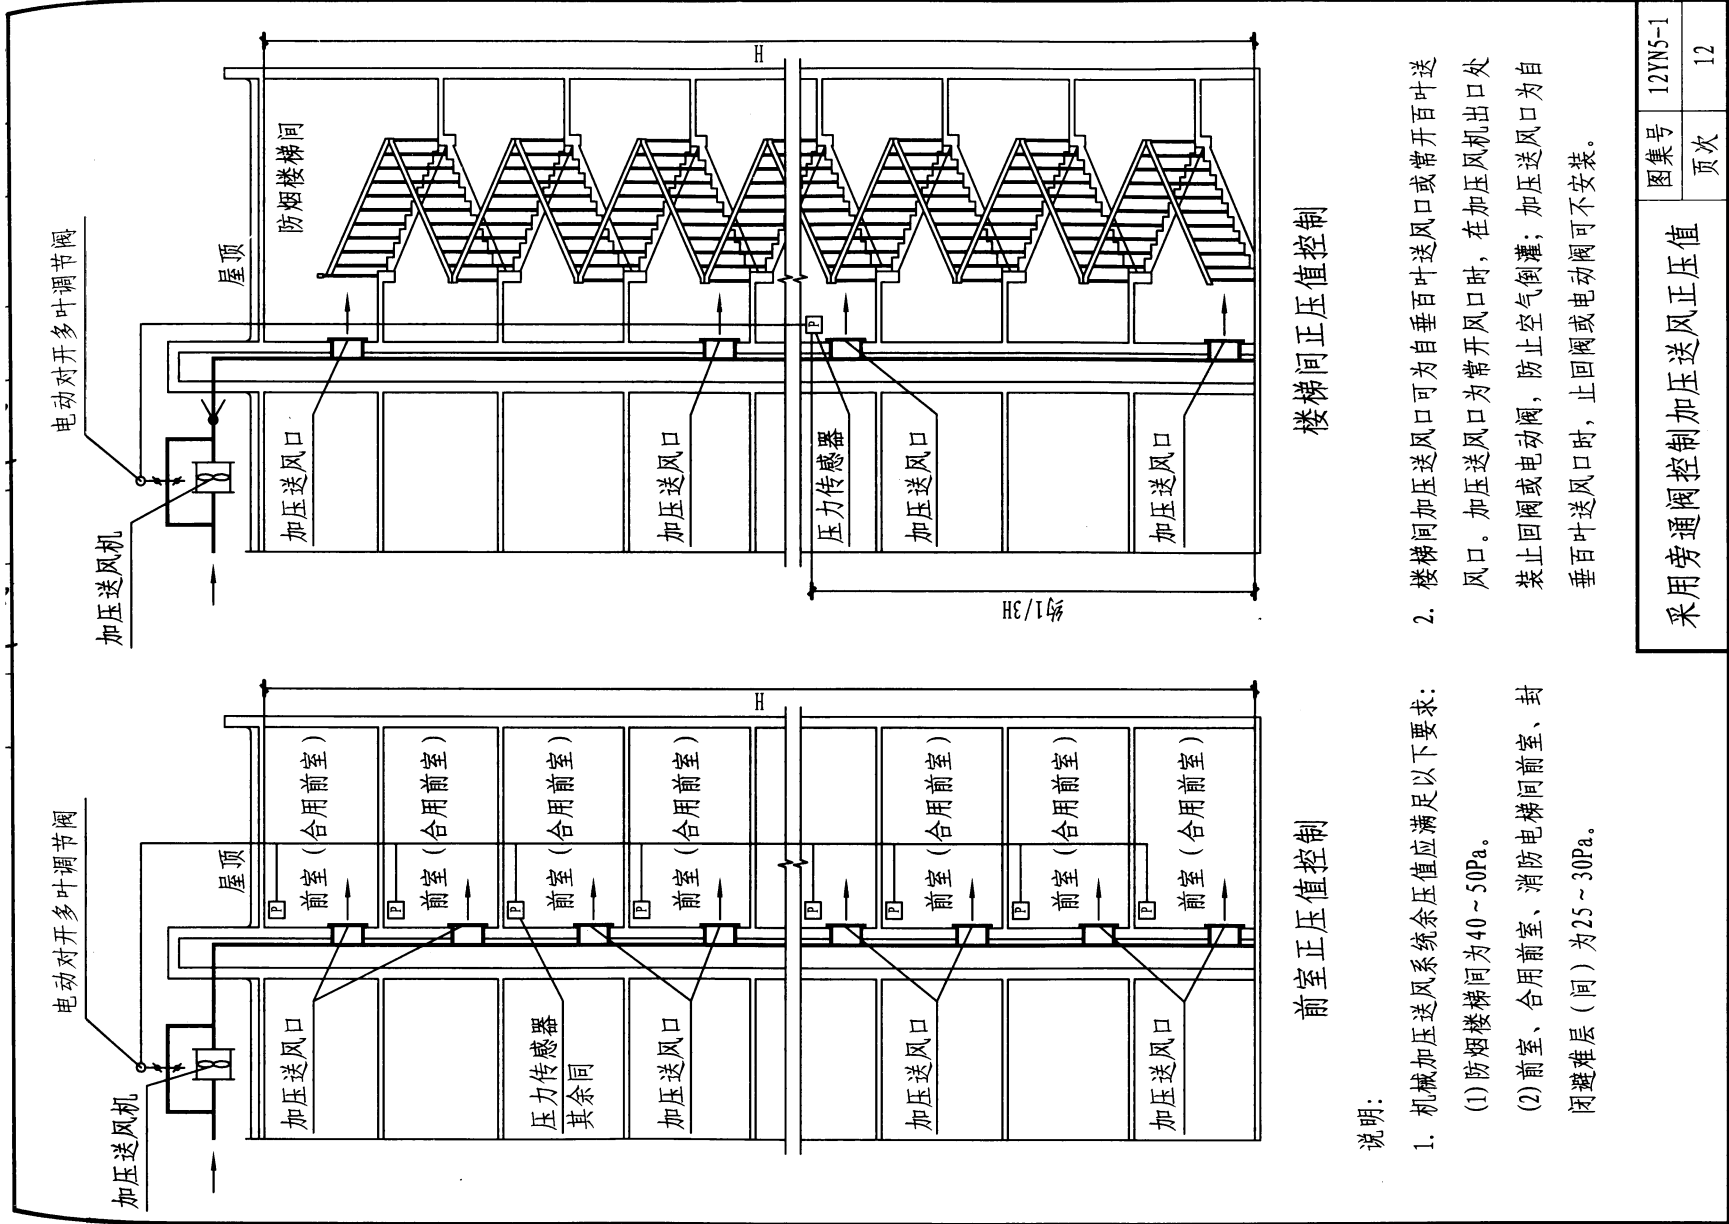 电动对开多叶调节阀
加压送风机
屋顶
P
前室（合用前室）
P
前室（合用前室）
P
前室（合用前室）
P
前室（合用前室）
P
P
前室（合用前室）
P
前室（合用前室）
P
前室（合用前室）
加压送风口
压力传感器
其余同
加压送风口
加压送风口
加压送风口
H
前室正压值控制
电动对开多叶调节阀
加压送风机
屋顶
防烟楼梯间
P
加压送风口
加压送风口
压力传感器
加压送风口
加压送风口
H
约1/3H
楼梯间正压值控制
说明：
1. 机械加压送风系统余压值应满足以下要求：
(1)防烟楼梯间为40～50Pa。
(2)前室、合用前室、消防电梯间前室、封
闭避难层（间）为25～30Pa。
2. 楼梯间加压送风口可为自垂百叶送风口或常开百叶送
风口。加压送风口为常开风口时，在加压风机出口处
装止回阀或电动阀，防止空气倒灌；加压送风口为自
垂百叶送风口时，止回阀或电动阀可不安装。
采用旁通阀控制加压送风正压值
图集号
12YN5-1
页次
12